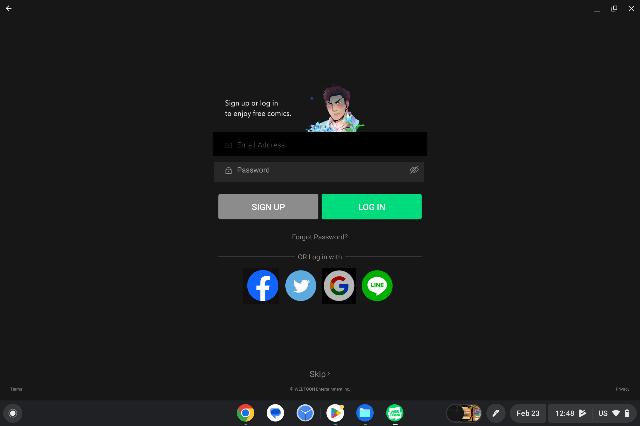 Sign up or log in
to enjoy free comics.
Email Address
Password
SIGN UP
LOG IN
Forgot Password?
OR Log in with
LINE
Skip ›
Terms
© WEBTOON Entertainment Inc.
Privacy
Feb 23
12:48
US